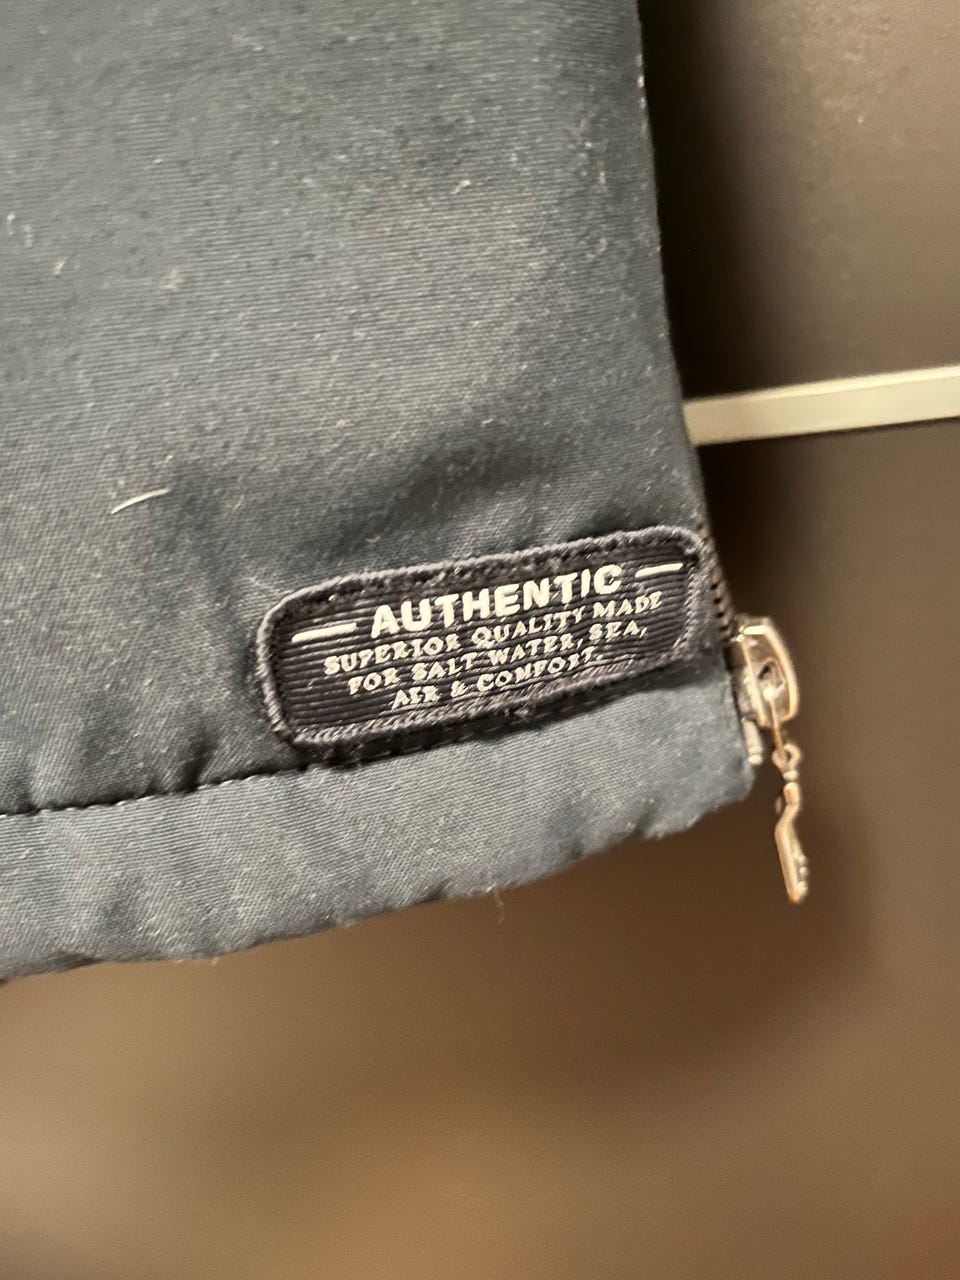 AUTHENTIC
SUPERIOR QUALITY MADE
FOR SALT WATER, SEA,
AIR & COMFORT.